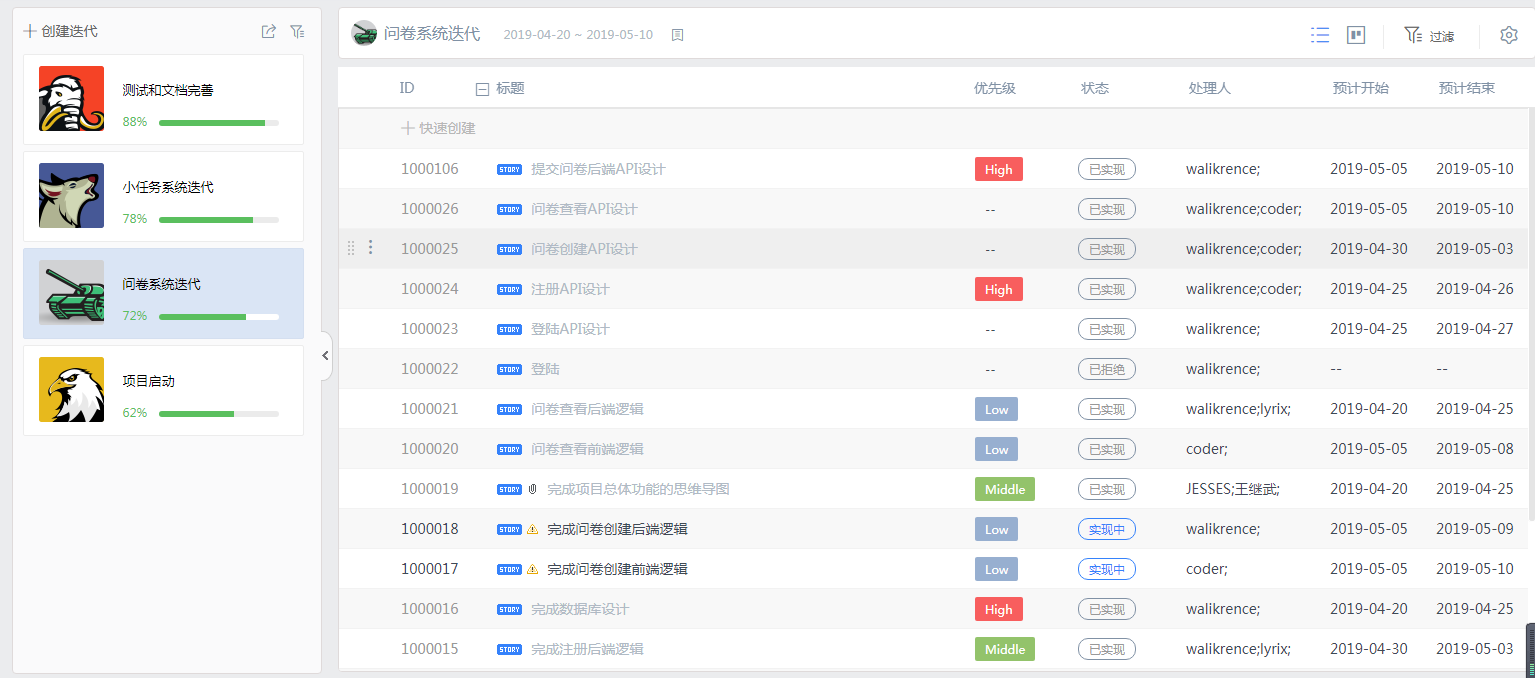 创建迭代
测试和文档完善
88%
小任务系统迭代
78%
问卷系统迭代
72%
项目启动
62%
问卷系统迭代 2019-04-20 ~ 2019-05-10
过滤
ID 标题 优先级 状态 处理人 预计开始 预计结束
快速创建
1000106 STORY 提交问卷后端API设计 High 已实现 walikrence; 2019-05-05 2019-05-10
1000026 STORY 问卷查看API设计 -- 已实现 walikrence;coder; 2019-05-05 2019-05-10
1000025 STORY 问卷创建API设计 -- 已实现 walikrence;coder; 2019-04-30 2019-05-03
1000024 STORY 注册API设计 High 已实现 walikrence;coder; 2019-04-25 2019-04-26
1000023 STORY 登陆API设计 -- 已实现 walikrence; 2019-04-25 2019-04-27
1000022 STORY 登陆 -- 已拒绝 walikrence; -- --
1000021 STORY 问卷查看后端逻辑 Low 已实现 walikrence;lyrix; 2019-04-20 2019-04-25
1000020 STORY 问卷查看前端逻辑 Low 已实现 coder; 2019-05-05 2019-05-08
1000019 STORY 完成项目总体功能的思维导图 Middle 已实现 JESSES;王继武; 2019-04-20 2019-04-25
1000018 STORY 完成问卷创建后端逻辑 Low 实现中 walikrence; 2019-05-05 2019-05-09
1000017 STORY 完成问卷创建前端逻辑 Low 实现中 coder; 2019-05-05 2019-05-10
1000016 STORY 完成数据库设计 High 已实现 walikrence; 2019-04-20 2019-04-25
1000015 STORY 完成注册后端逻辑 Middle 已实现 walikrence;lyrix; 2019-04-30 2019-05-03